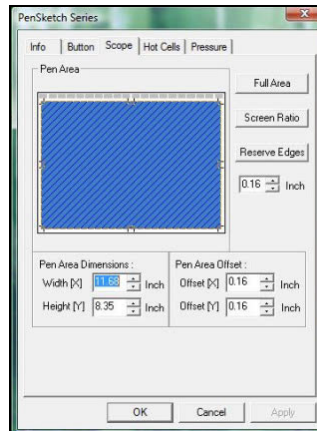 PenSketch Series
Info Button Scope Hot Cells Pressure
Pen Area
Full Area
Screen Ratio
Reserve Edges
0.16 Inch
Pen Area Dimensions :
Width [X] 11.68 Inch
Height [Y] 8.35 Inch
Pen Area Offset :
Offset [X] 0.16 Inch
Offset [Y] 0.16 Inch
OK Cancel Apply